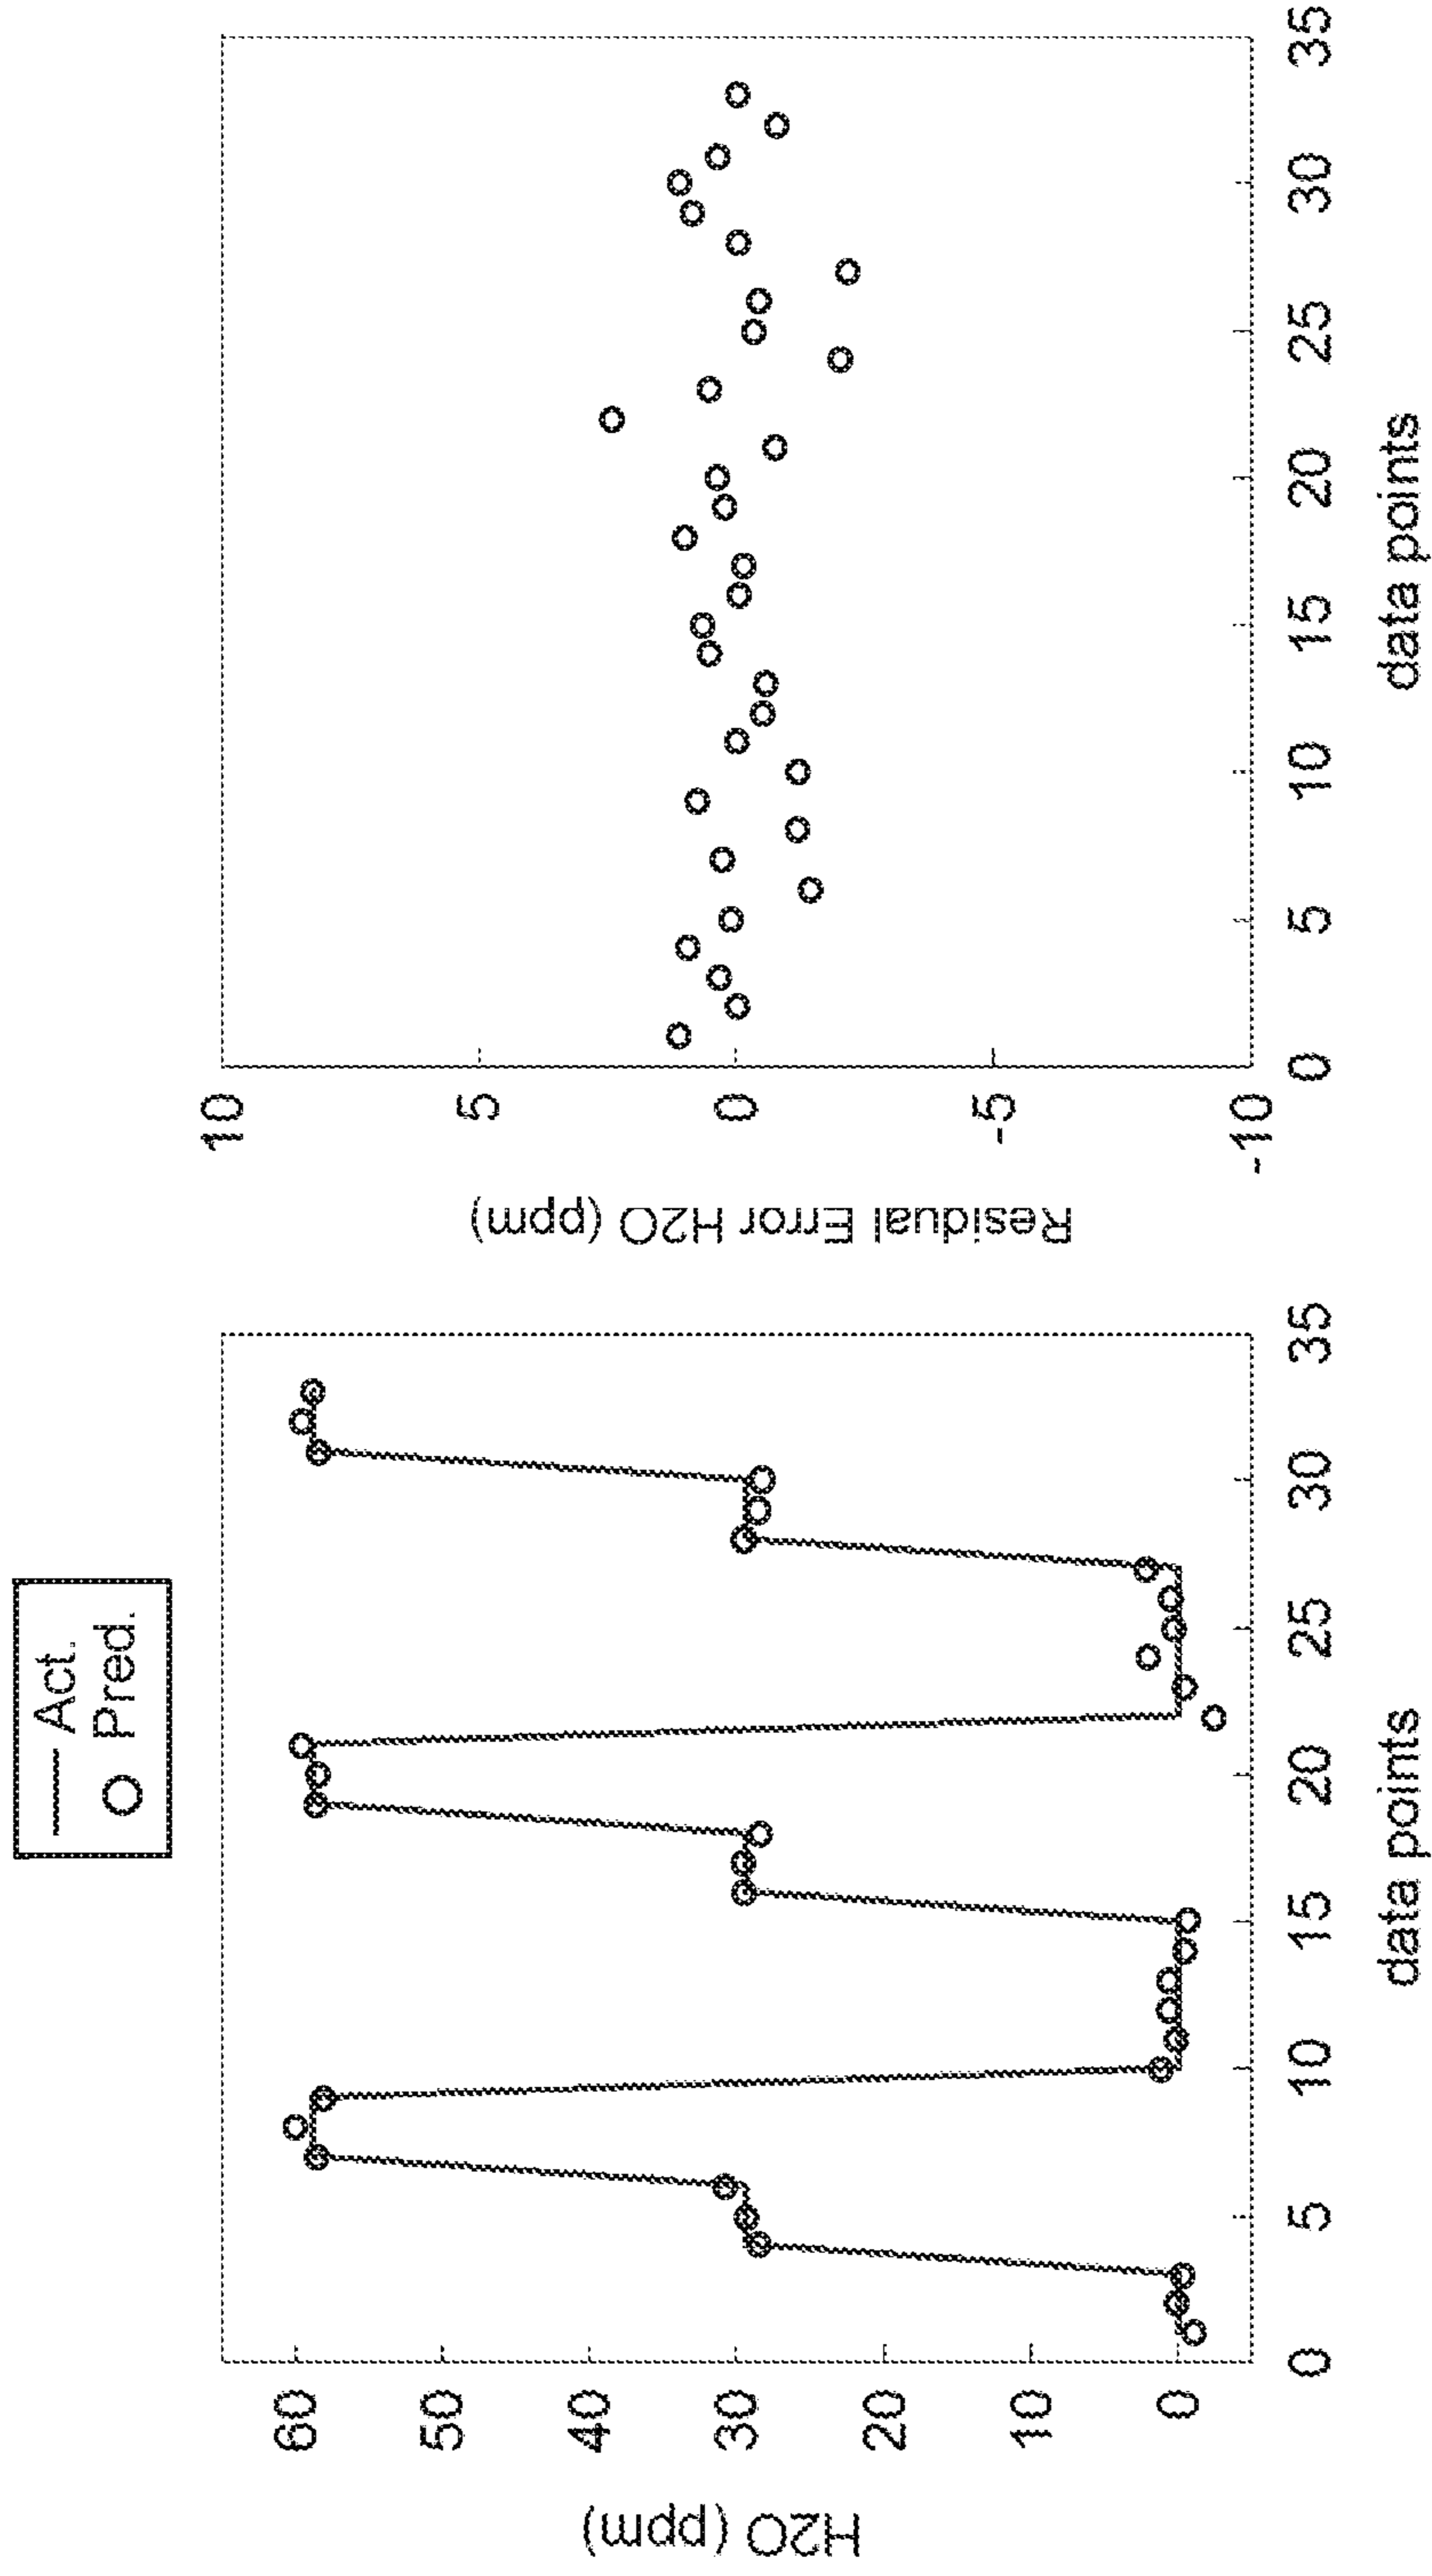 Act.
Pred.
H2O (ppm)
60
50
40
30
20
10
0
0 5 10 15 20 25 30 35
data points
Residual Error H2O (ppm)
10
5
0
-5
-10
0 5 10 15 20 25 30 35
data points